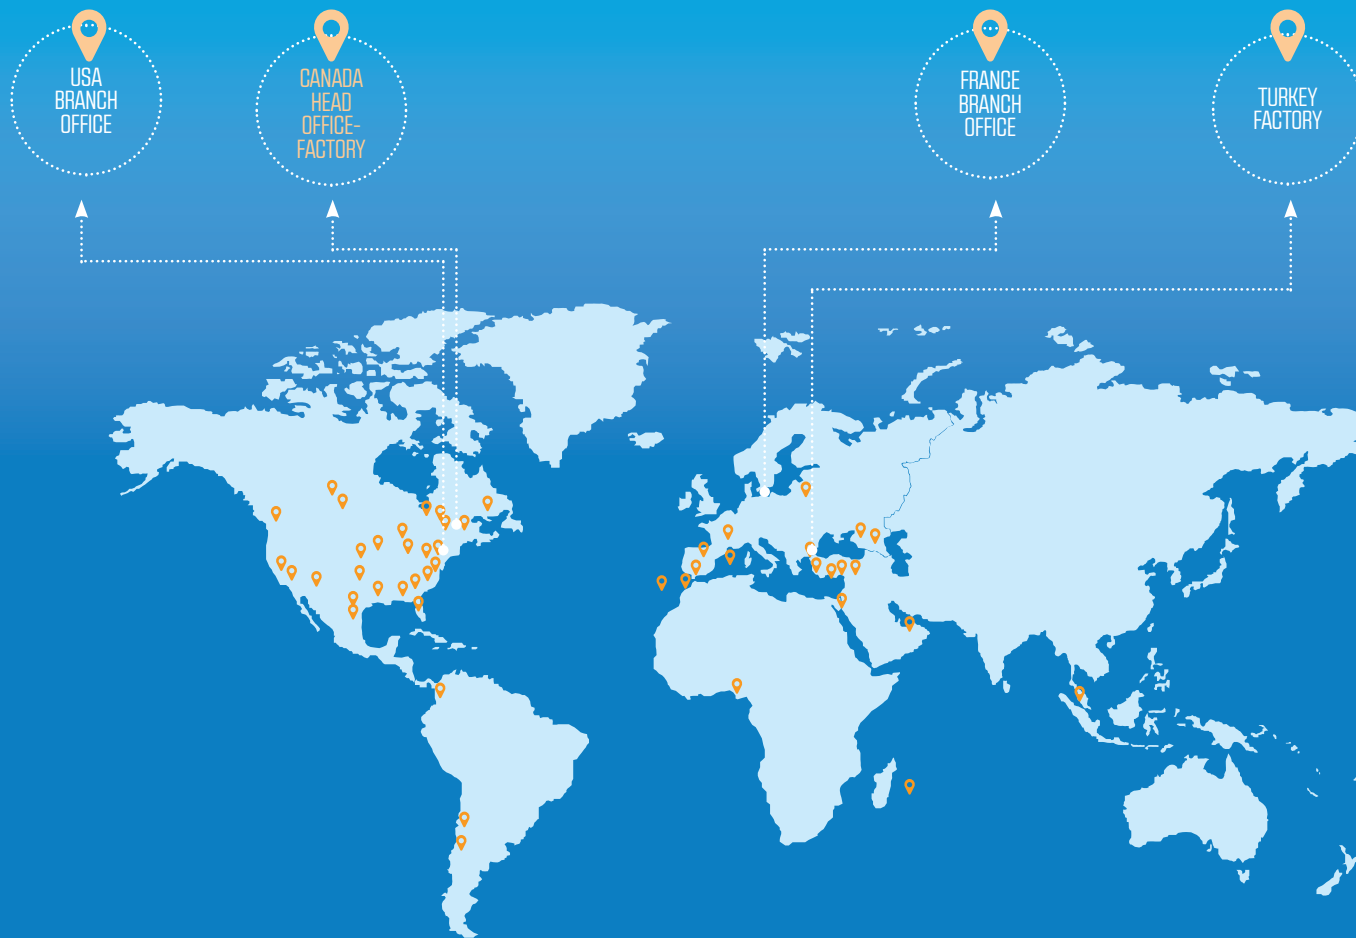 USA
BRANCH
OFFICE
CANADA
HEAD
OFFICE-
FACTORY
FRANCE
BRANCH
OFFICE
TURKEY
FACTORY